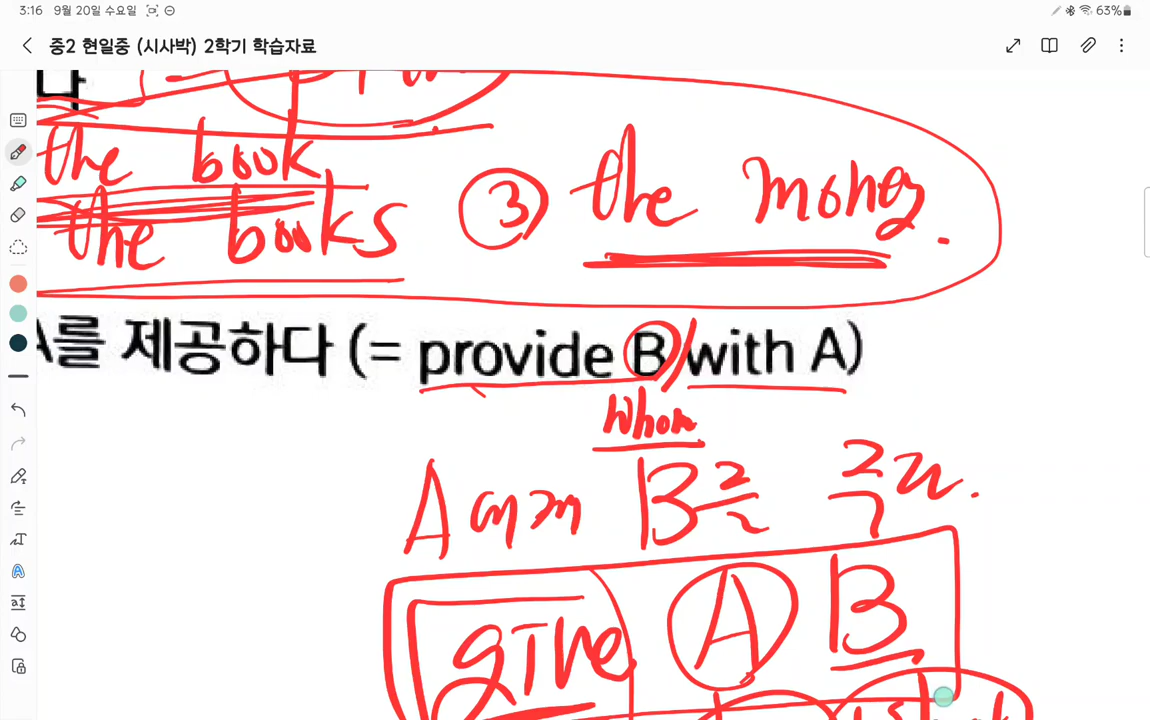 3:16 9월 20일 수요일 63%
중2 현일중 (시사박) 2학기 학습자료
다
the book
the books ③ the money.
A를 제공하다 (= provide B with A)
whom
A에게 B를 주다.
give A B